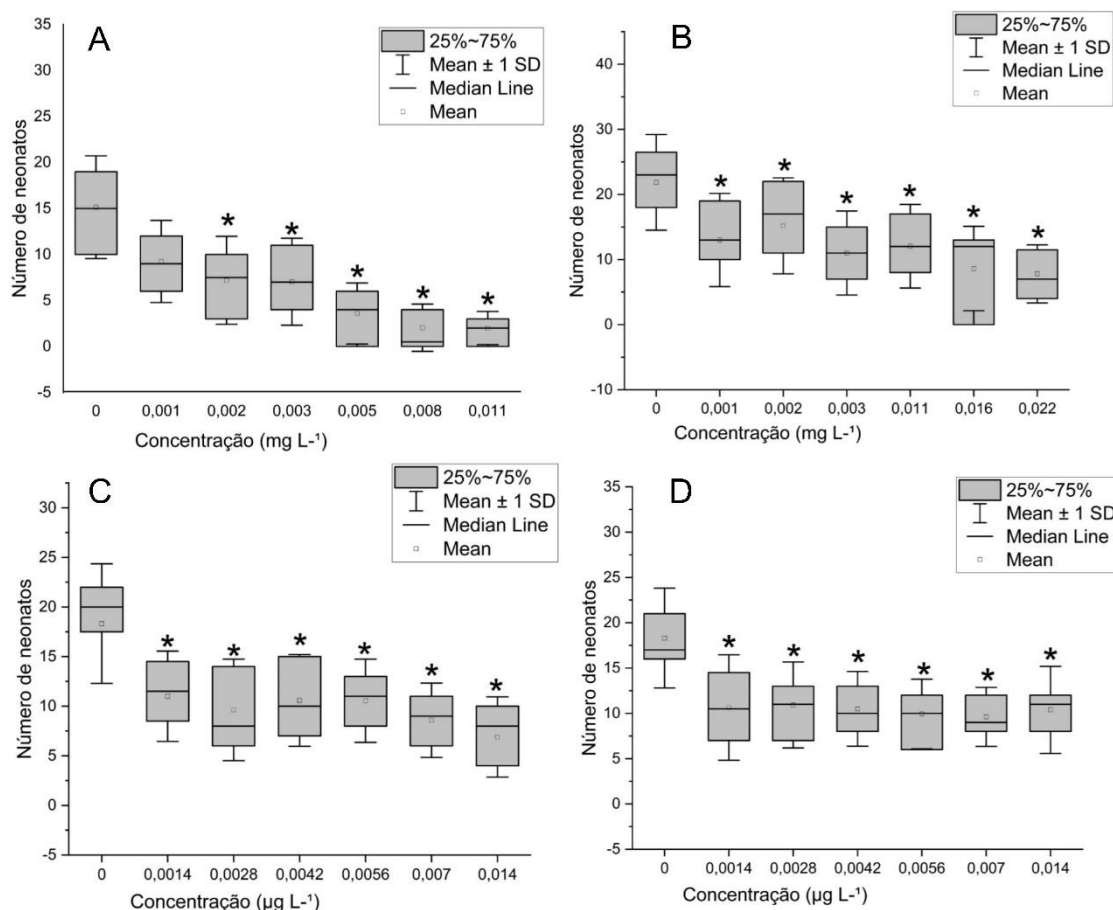 A
25%~75%
Mean ± 1 SD
Median Line
Mean
Número de neonatos
35
30
25
20
15
10
5
0
-5
* * * * *
0 0,001 0,002 0,003 0,005 0,008 0,011
Concentração (mg L-¹)
B
25%~75%
Mean ± 1 SD
Median Line
Mean
Número de neonatos
40
30
20
10
0
-10
* * * * * *
0 0,001 0,002 0,003 0,011 0,016 0,022
Concentração (mg L-¹)
C
25%~75%
Mean ± 1 SD
Median Line
Mean
Número de neonatos
30
25
20
15
10
5
0
-5
* * * * * *
0 0,0014 0,0028 0,0042 0,0056 0,007 0,014
Concentração (µg L-¹)
D
25%~75%
Mean ± 1 SD
Median Line
Mean
Número de neonatos
35
30
25
20
15
10
5
0
-5
* * * * * *
0 0,0014 0,0028 0,0042 0,0056 0,007 0,014
Concentração (µg L-¹)